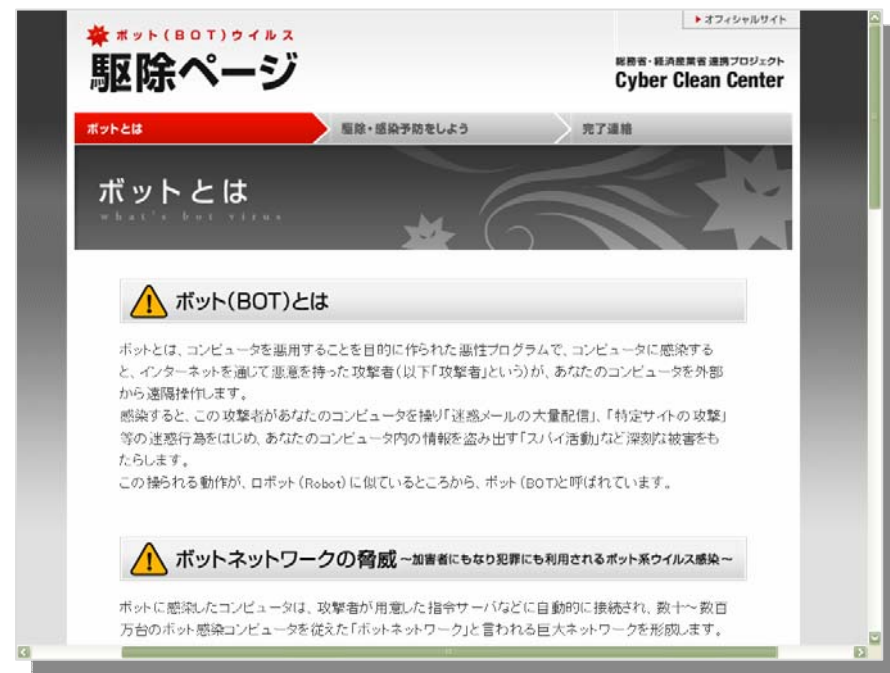 ▶オフィシャルサイト
ボット(BOT)ウイルス
駆除ページ
総務省・経済産業省 連携プロジェクト
Cyber Clean Center
ボットとは
駆除・感染予防をしよう
完了連絡
ボットとは
what's bot virus
ボット(BOT)とは
ボットとは、コンピュータを悪用することを目的に作られた悪性プログラムで、コンピュータに感染する
と、インターネットを通じて悪意を持った攻撃者(以下「攻撃者」という)が、あなたのコンピュータを外部
から遠隔操作します。
感染すると、この攻撃者があなたのコンピュータを操り「迷惑メールの大量配信」、「特定サイトの攻撃」
等の迷惑行為をはじめ、あなたのコンピュータ内の情報を盗み出す「スパイ活動」など深刻な被害をも
たらします。
この操られる動作が、ロボット(Robot)に似ているところから、ボット(BOT)と呼ばれています。
ボットネットワークの脅威 ～加害者にもなり犯罪にも利用されるボット系ウイルス感染～
ボットに感染したコンピュータは、攻撃者が用意した指令サーバなどに自動的に接続され、数十～数百
万台のボット感染コンピュータを従えた「ボットネットワーク」と言われる巨大ネットワークを形成します。